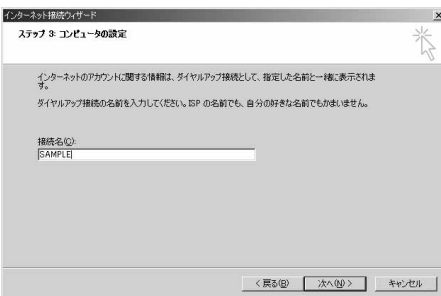 インターネット接続ウィザード
ステップ 3: コンピュータの設定
インターネットのアカウントに関する情報は、ダイヤルアップ接続として、指定した名前と一緒に表示されま
す。
ダイヤルアップ接続の名前を入力してください。ISP の名前でも、自分の好きな名前でもかまいません。
接続名(C):
SAMPLE
< 戻る(B)
次へ(N) >
キャンセル